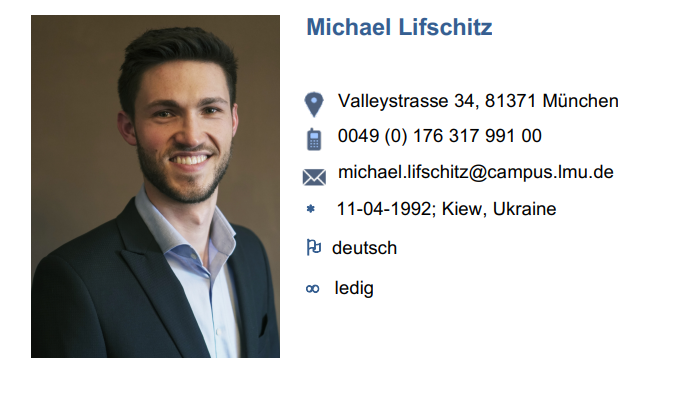 Michael Lifschitz
Valleystrasse 34, 81371 München
0049 (0) 176 317 991 00
michael.lifschitz@campus.lmu.de
11-04-1992; Kiew, Ukraine
deutsch
ledig